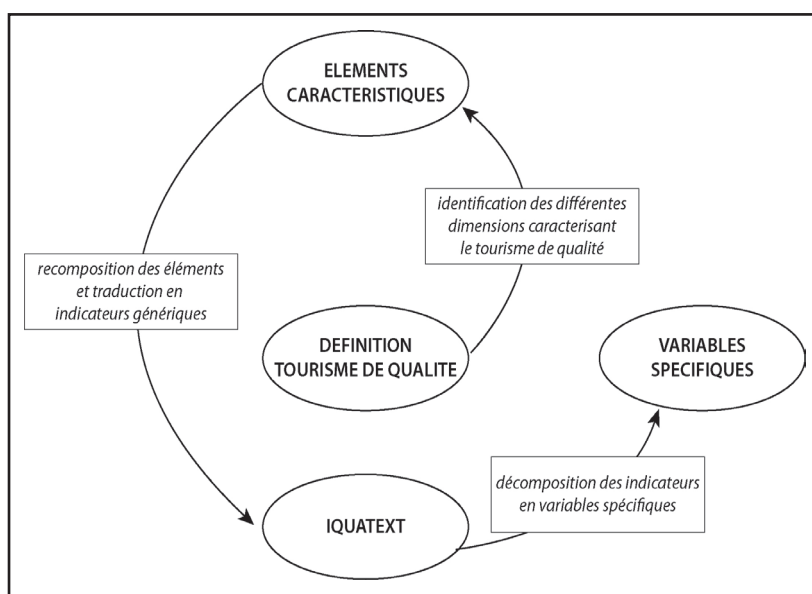 ELEMENTS
CARACTERISTIQUES
identification des différentes
dimensions caracterisant
le tourisme de qualité
recomposition des éléments
et traduction en
indicateurs génériques
DEFINITION
TOURISME DE QUALITE
VARIABLES
SPECIFIQUES
décomposition des indicateurs
en variables spécifiques
IQUATEXT